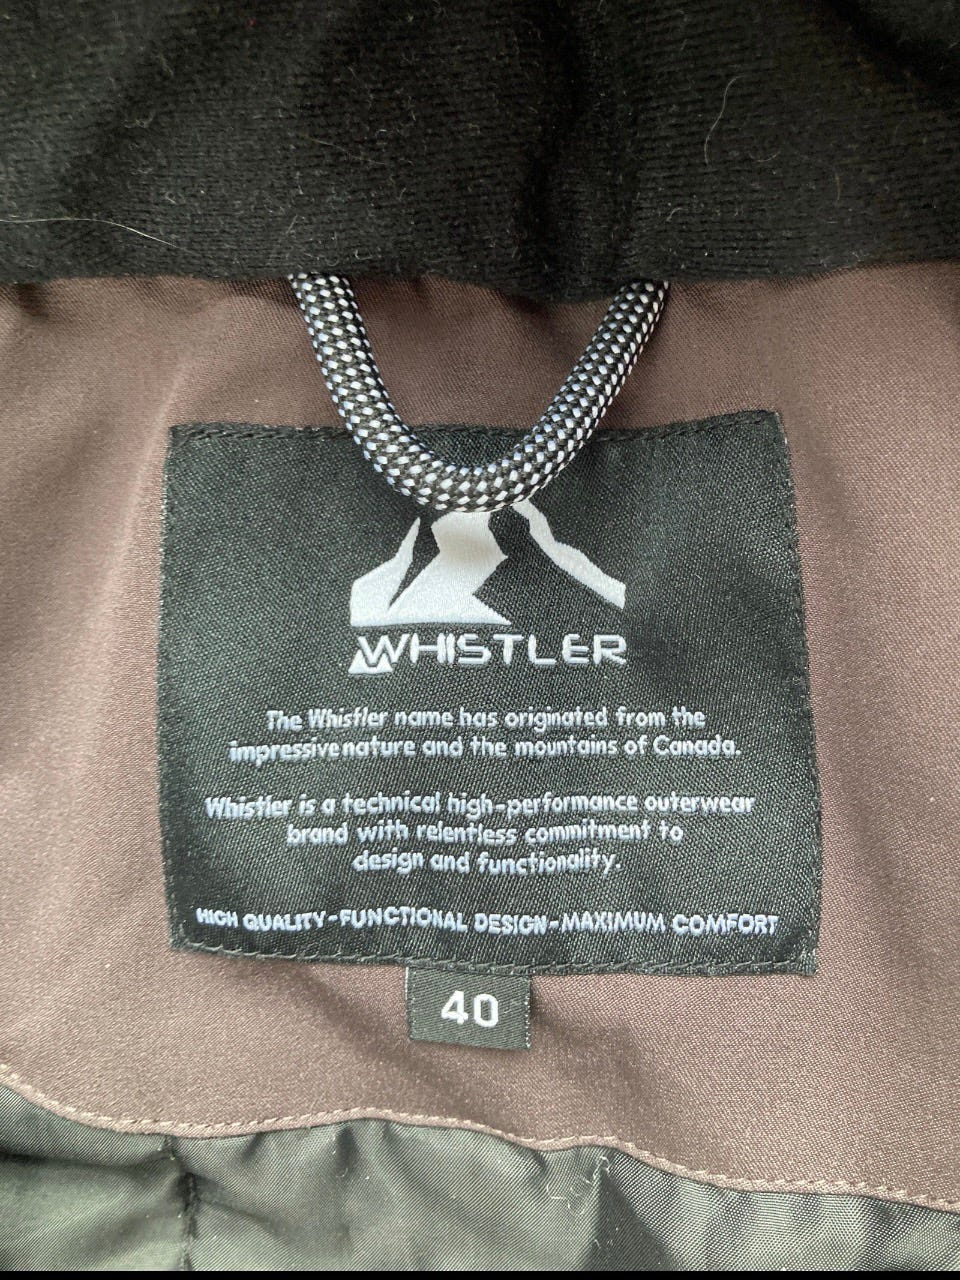 WHISTLER
The Whistler name has originated from the
impressive nature and the mountains of Canada.
Whistler is a technical high-performance outerwear
brand with relentless commitment to
design and functionality.
HIGH QUALITY-FUNCTIONAL DESIGN-MAXIMUM COMFORT
40